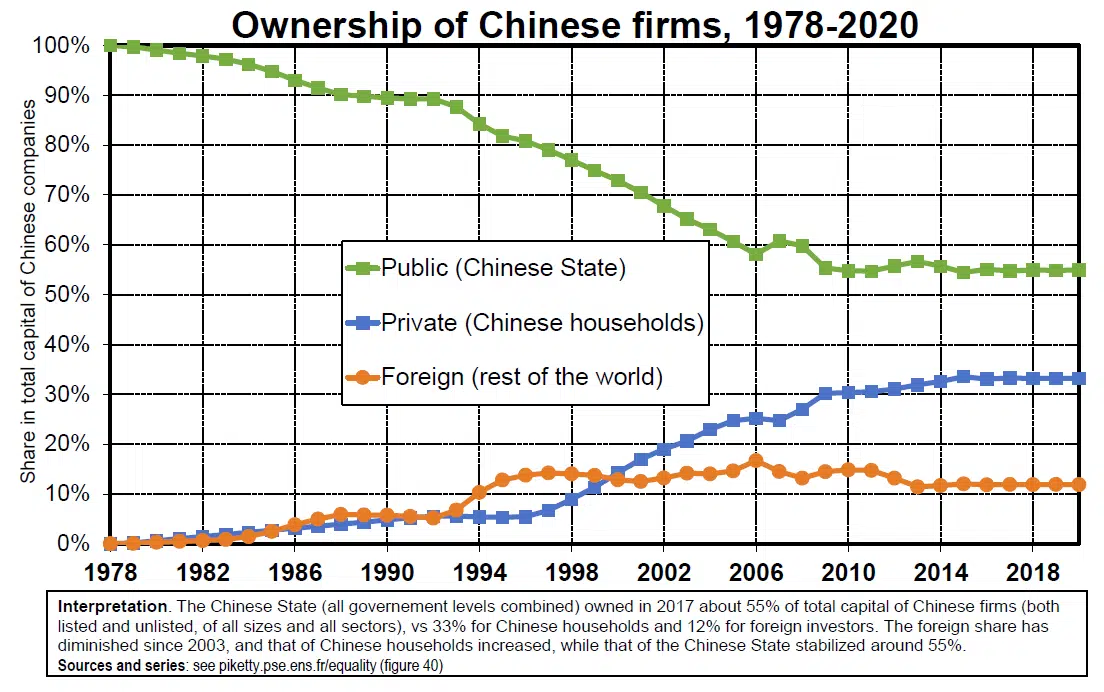 Ownership of Chinese firms, 1978-2020
Share in total capital of Chinese companies
100%
90%
80%
70%
60%
50%
40%
30%
20%
10%
0%
Public (Chinese State)
Private (Chinese households)
Foreign (rest of the world)
1978 1982 1986 1990 1994 1998 2002 2006 2010 2014 2018
Interpretation. The Chinese State (all governement levels combined) owned in 2017 about 55% of total capital of Chinese firms (both
listed and unlisted, of all sizes and all sectors), vs 33% for Chinese households and 12% for foreign investors. The foreign share has
diminished since 2003, and that of Chinese households increased, while that of the Chinese State stabilized around 55%.
Sources and series: see piketty.pse.ens.fr/equality (figure 40)